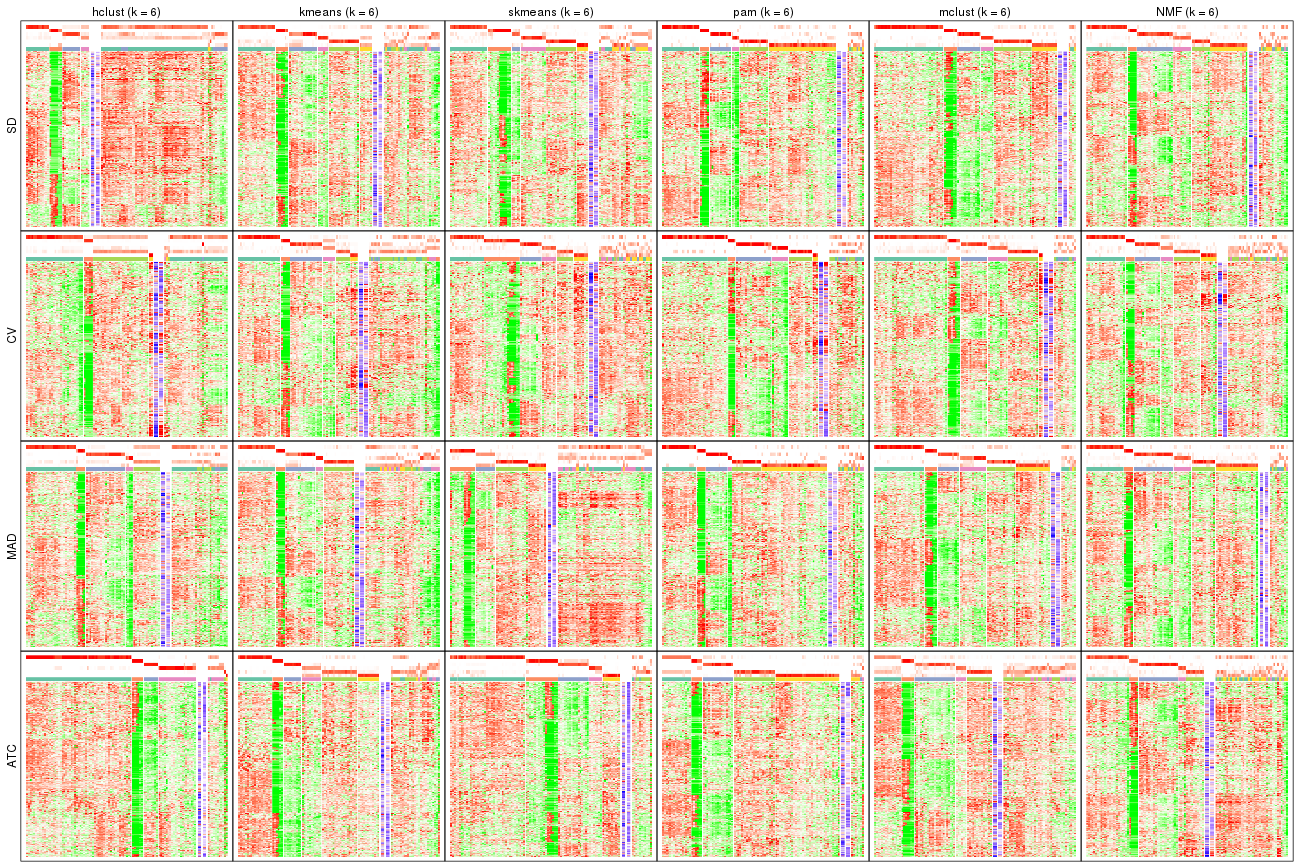 hclust (k = 6) kmeans (k = 6) skmeans (k = 6) pam (k = 6) mclust (k = 6) NMF (k = 6)
SD
CV
MAD
ATC